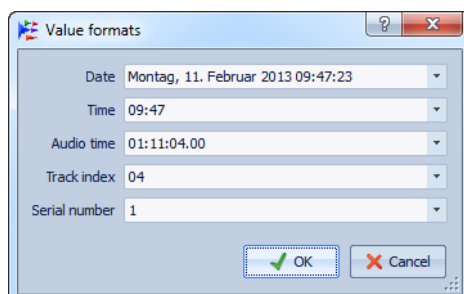 Value formats
Date Montag, 11. Februar 2013 09:47:23
Time 09:47
Audio time 01:11:04.00
Track index 04
Serial number 1
OK Cancel